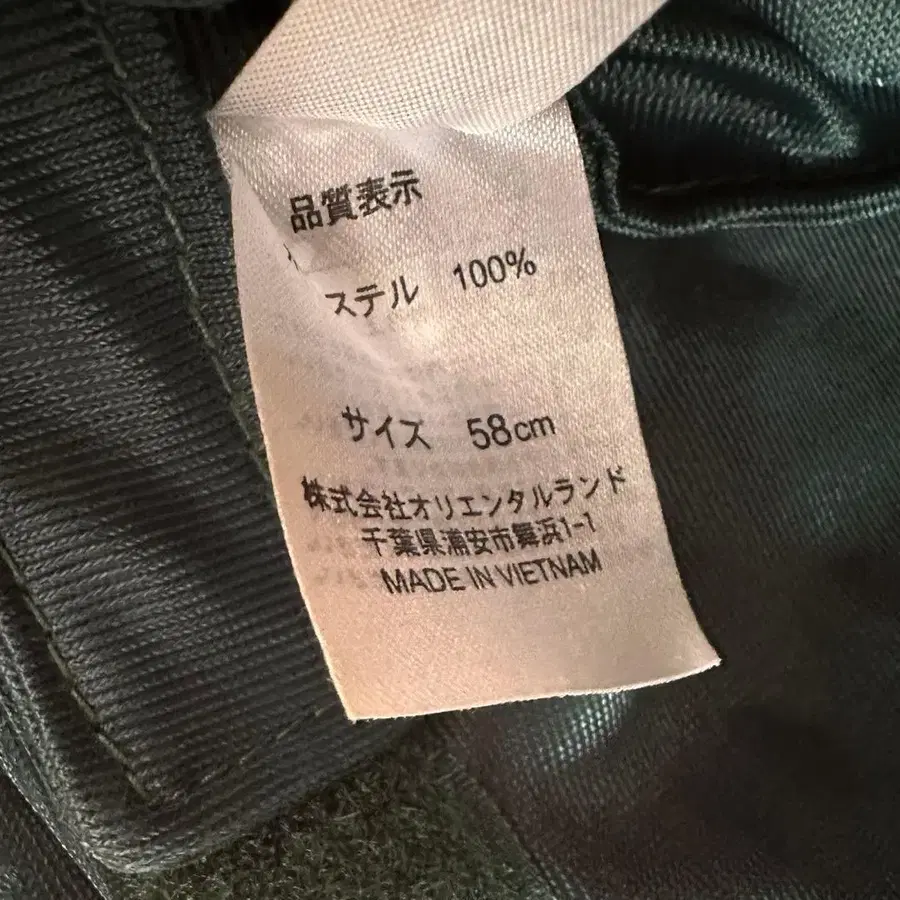 品質表示
ステル 100%
サイズ 58cm
株式会社オリエンタルランド
千葉県浦安市舞浜1-1
MADE IN VIETNAM